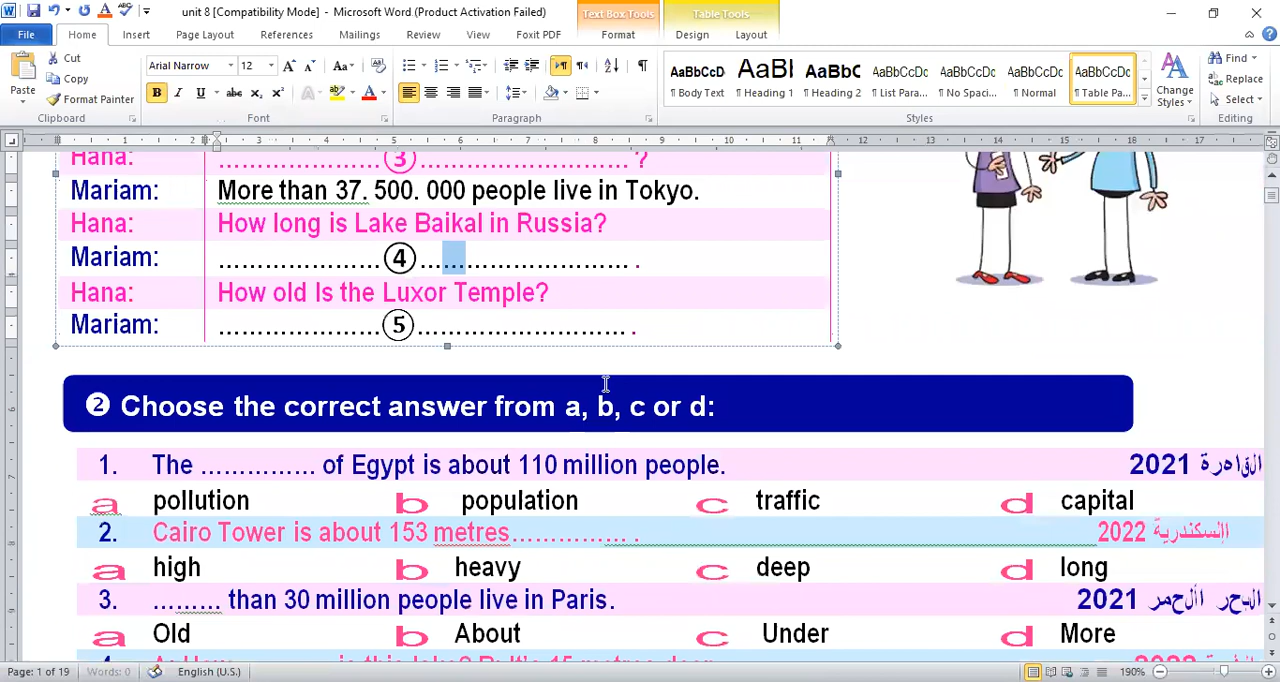 unit 8 [Compatibility Mode] - Microsoft Word (Product Activation Failed)
Text Box Tools
Table Tools
File Home Insert Page Layout References Mailings Review View Foxit PDF Format Design Layout
Cut
Copy
Format Painter
Paste
Arial Narrow 12
AaBbCcD AaBl AaBbC AaBbCcDc AaBbCcDc AaBbCcDc AaBbCcDc
¶ Body Text ¶ Heading 1 ¶ Heading 2 ¶ List Para... ¶ No Spaci... ¶ Normal ¶ Table Pa...
Change Styles
Find
Replace
Select
Clipboard Font Paragraph Styles Editing
Hana: ……………………③……………………… ?
Mariam: More than 37. 500. 000 people live in Tokyo.
Hana: How long is Lake Baikal in Russia?
Mariam: …………………④……………………… .
Hana: How old Is the Luxor Temple?
Mariam: …………………⑤……………………… .
❷ Choose the correct answer from a, b, c or d:
1. The …………… of Egypt is about 110 million people. القاهرة 2021
a pollution b population c traffic d capital
2. Cairo Tower is about 153 metres…………… . الإسكندرية 2022
a high b heavy c deep d long
3. ……… than 30 million people live in Paris. البحر الأحمر 2021
a Old b About c Under d More
Page: 1 of 19 Words: 0 English (U.S.) 190%